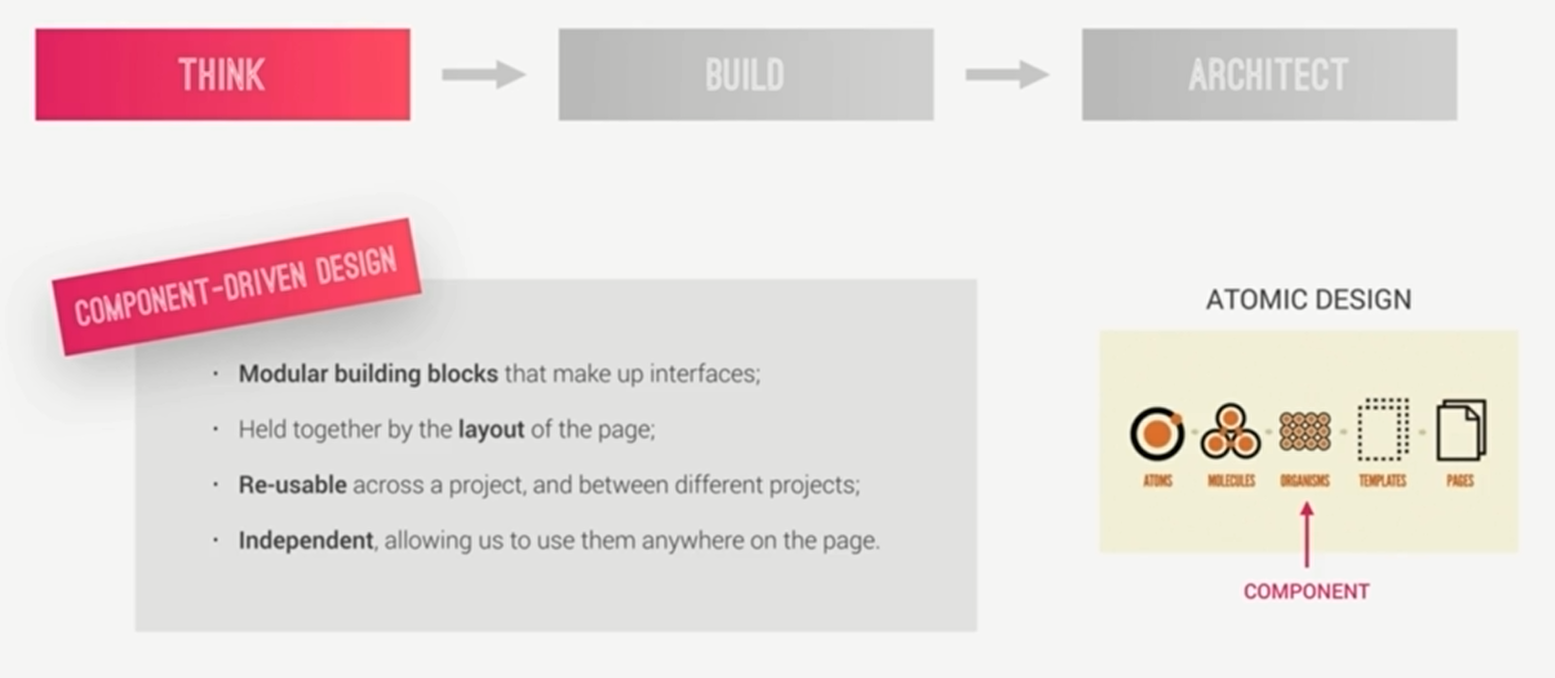 THINK
BUILD
ARCHITECT
COMPONENT-DRIVEN DESIGN
· Modular building blocks that make up interfaces;
· Held together by the layout of the page;
· Re-usable across a project, and between different projects;
· Independent, allowing us to use them anywhere on the page.
ATOMIC DESIGN
ATOMS MOLECULES ORGANISMS TEMPLATES PAGES
COMPONENT